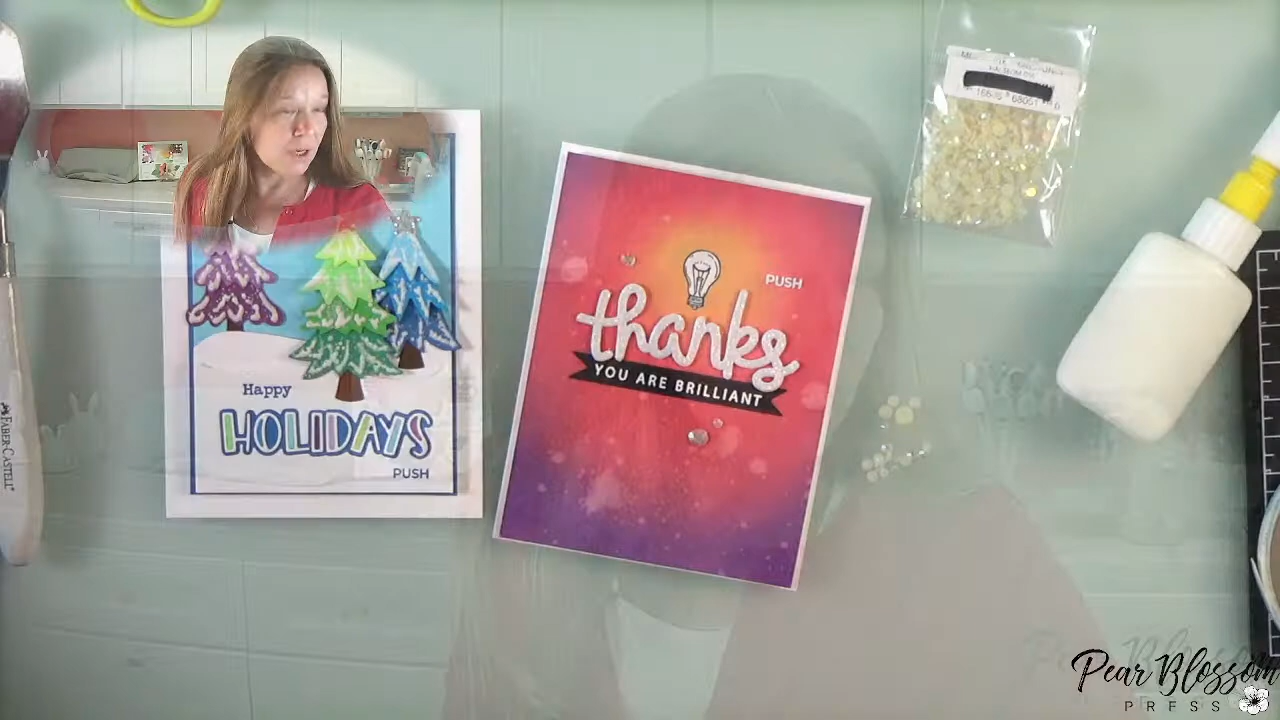 Happy
HOLIDAYS
PUSH
PUSH
thanks
YOU ARE BRILLIANT
FABER-CASTELL
Pear Blossom
PRESS